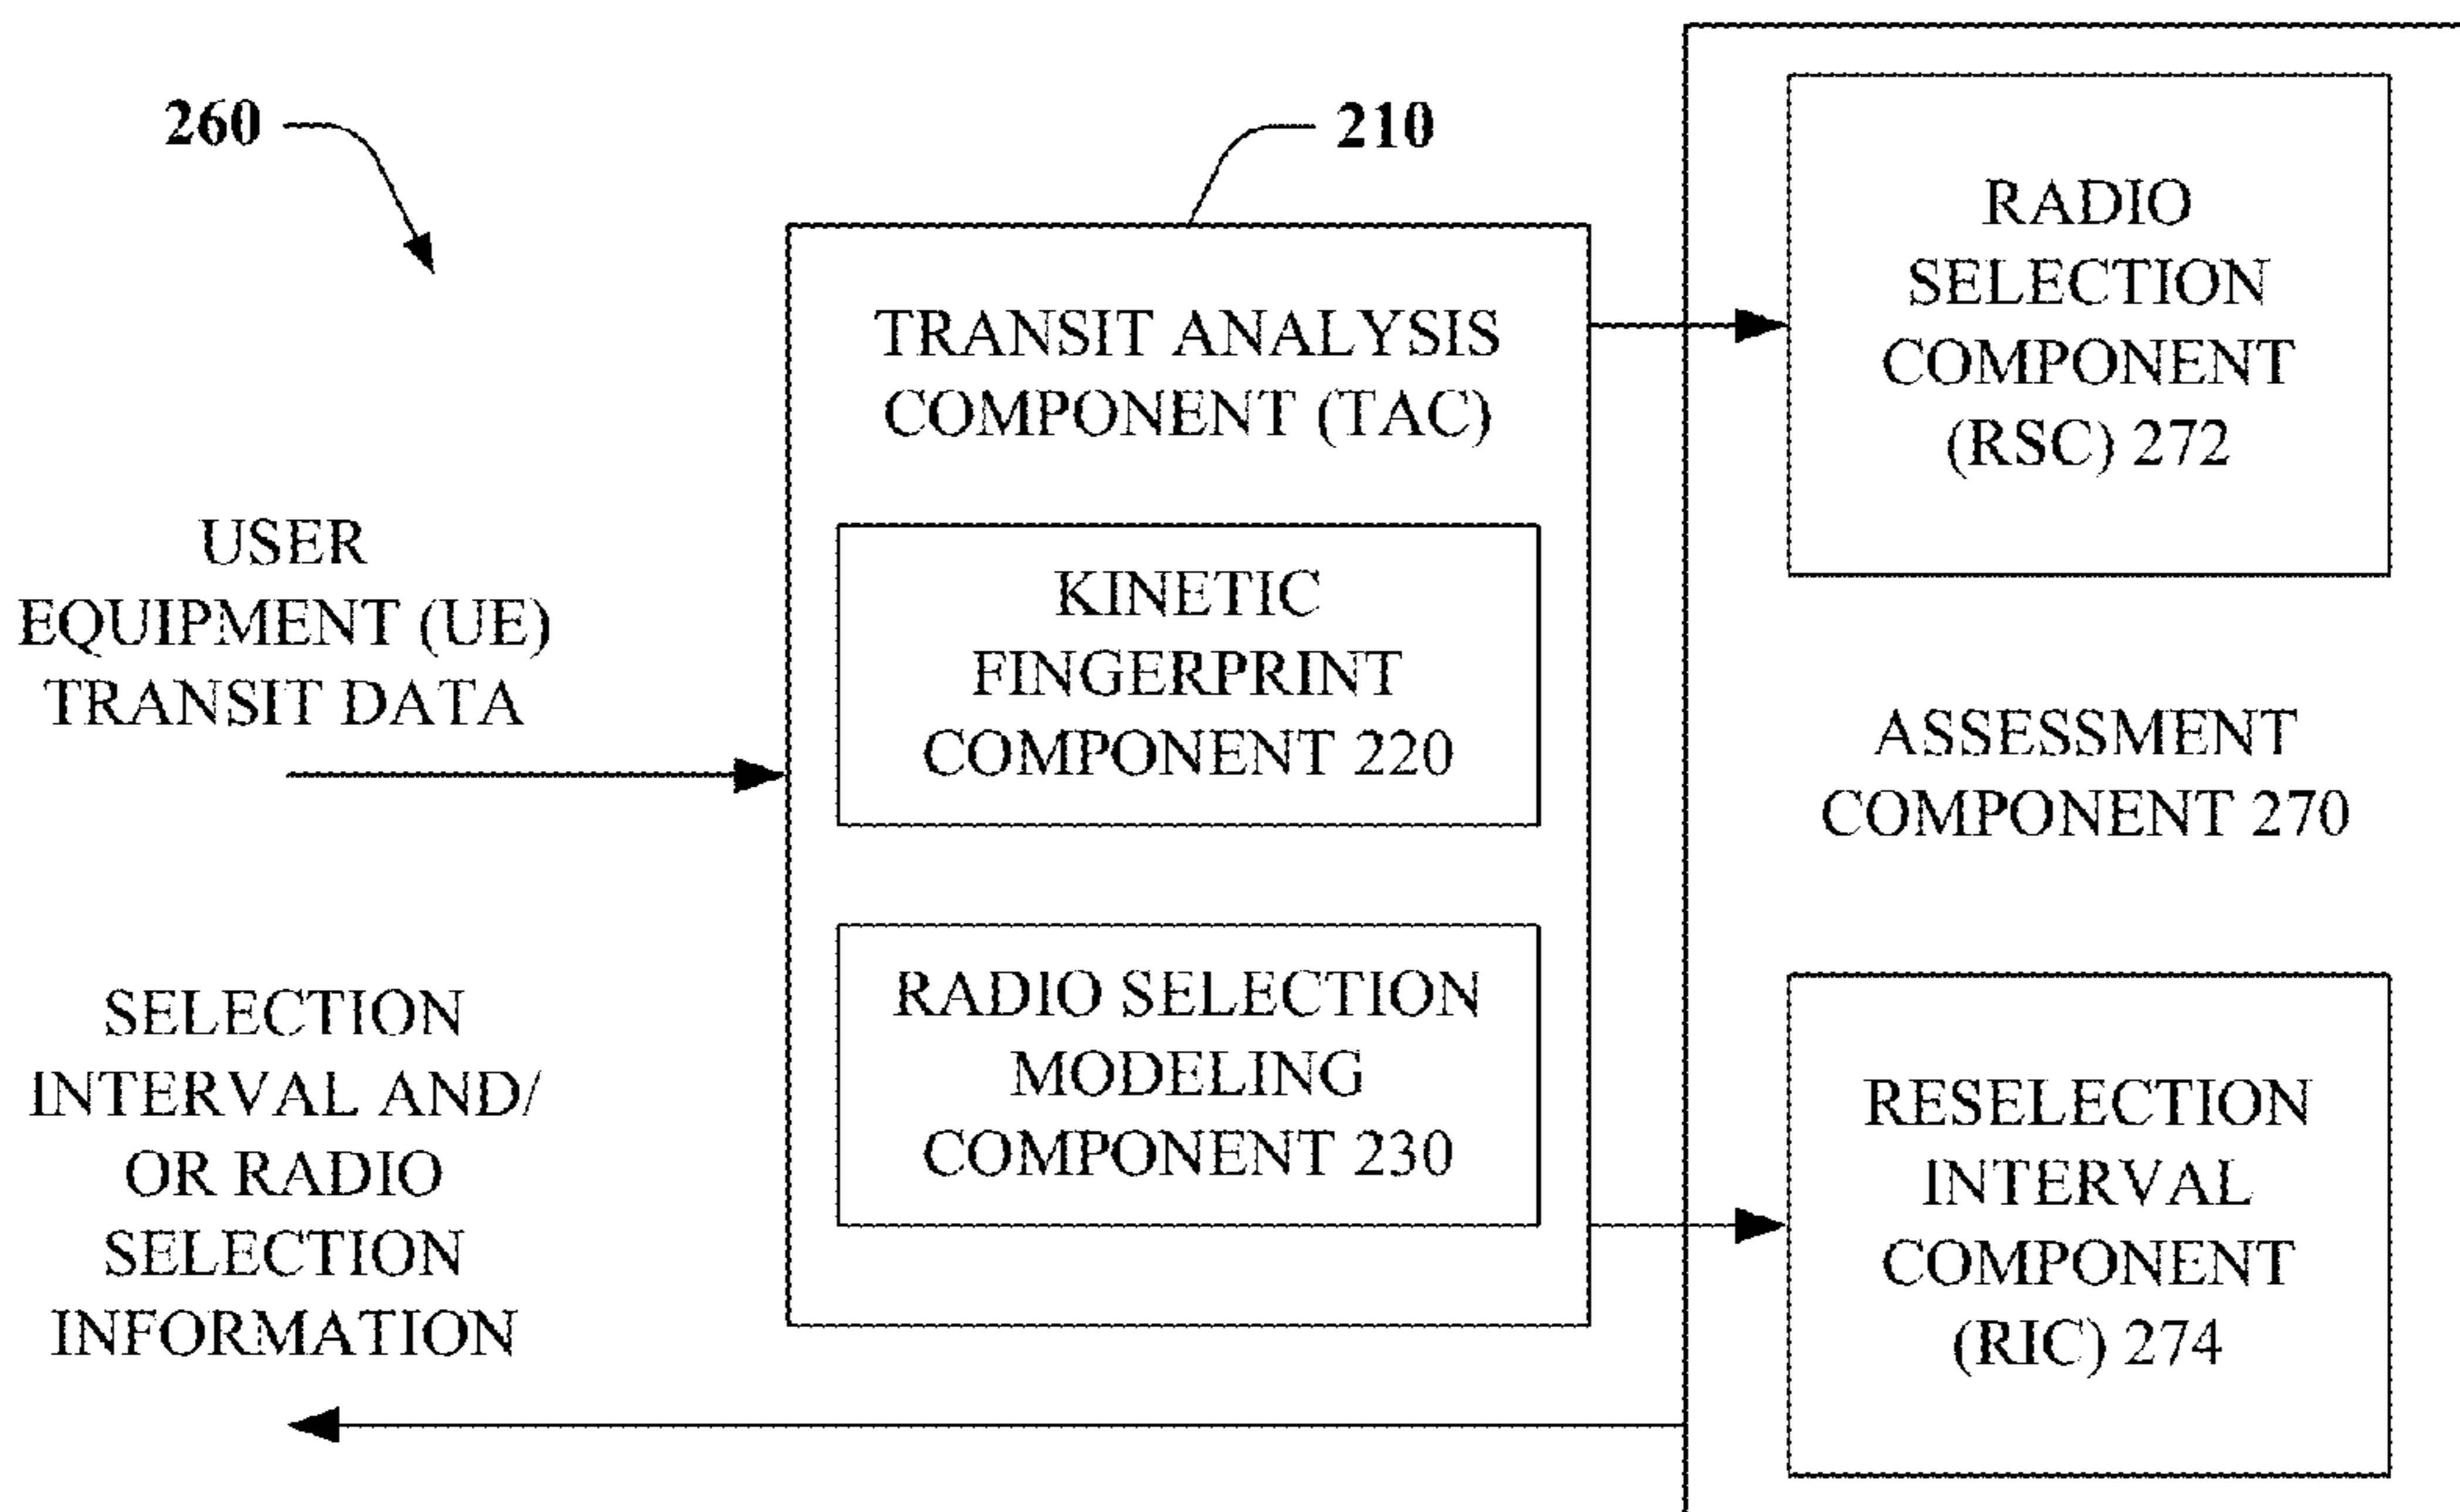 260
210
USER
EQUIPMENT (UE)
TRANSIT DATA
SELECTION
INTERVAL AND/
OR RADIO
SELECTION
INFORMATION
TRANSIT ANALYSIS
COMPONENT (TAC)
KINETIC
FINGERPRINT
COMPONENT 220
RADIO SELECTION
MODELING
COMPONENT 230
RADIO
SELECTION
COMPONENT
(RSC) 272
ASSESSMENT
COMPONENT 270
RESELECTION
INTERVAL
COMPONENT
(RIC) 274